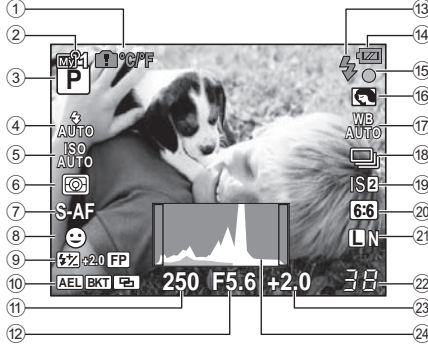 ① ⑬
② ⑭
My1 °C/°F
③ P ⑮
⑯
④ AUTO WB AUTO ⑰
⑤ ISO AUTO ⑱
⑥ IS2 ⑲
⑦ S-AF 6:6 ⑳
⑧ L N ㉑
⑨ +2.0 FP
⑩ AEL BKT 250 F5.6 +2.0 38 ㉒
⑪ ㉓
⑫ ㉔